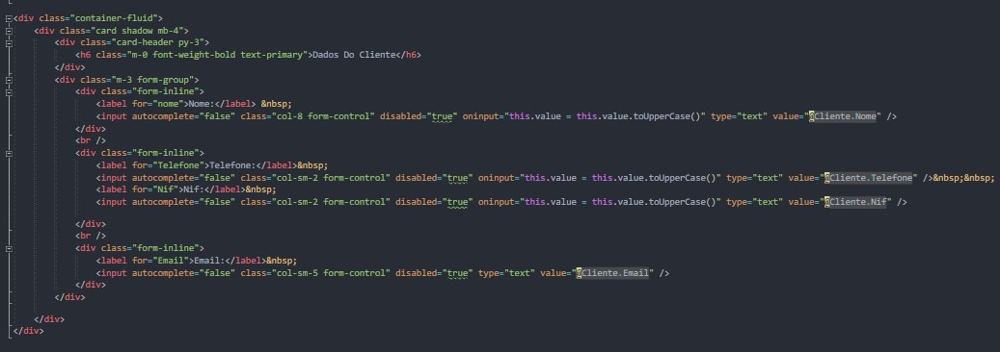 <div class="container-fluid">
<div class="card shadow mb-4">
<div class="card-header py-3">
<h6 class="m-0 font-weight-bold text-primary">Dados Do Cliente</h6>
</div>
<div class="m-3 form-group">
<div class="form-inline">
<label for="nome">Nome:</label> &nbsp;
<input autocomplete="false" class="col-8 form-control" disabled="true" oninput="this.value = this.value.toUpperCase()" type="text" value="@Cliente.Nome" />
</div>
<br />
<div class="form-inline">
<label for="Telefone">Telefone:</label>&nbsp;
<input autocomplete="false" class="col-sm-2 form-control" disabled="true" oninput="this.value = this.value.toUpperCase()" type="text" value="@Cliente.Telefone" />&nbsp;&nbsp;
<label for="Nif">Nif:</label>&nbsp;
<input autocomplete="false" class="col-sm-2 form-control" disabled="true" oninput="this.value = this.value.toUpperCase()" type="text" value="@Cliente.Nif" />
</div>
<br />
<div class="form-inline">
<label for="Email">Email:</label>&nbsp;
<input autocomplete="false" class="col-sm-5 form-control" disabled="true" type="text" value="@Cliente.Email" />
</div>
</div>
</div>
</div>